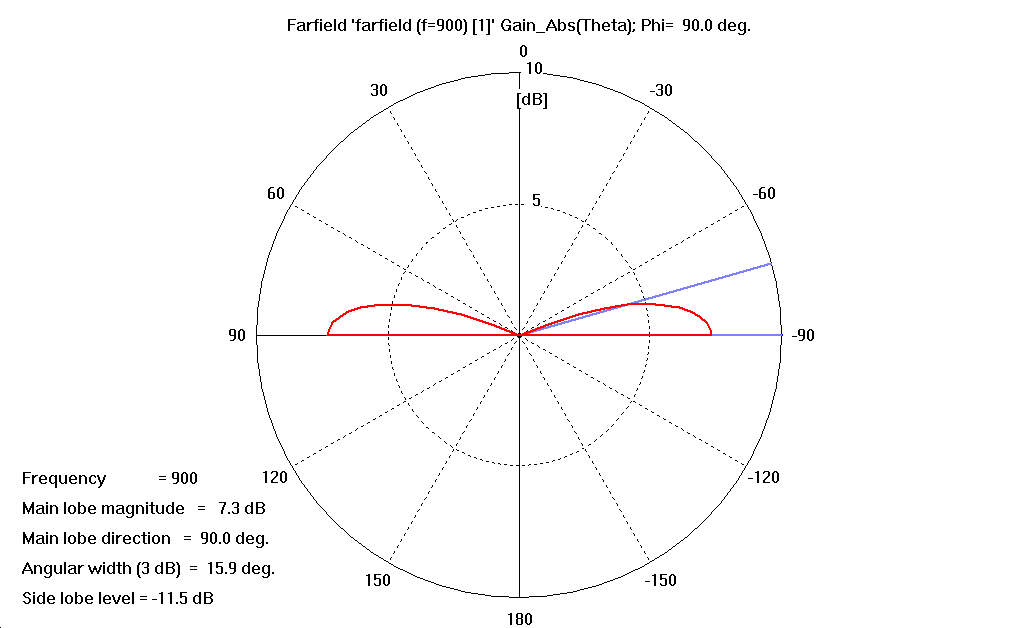 Farfield 'farfield (f=900) [1]' Gain_Abs(Theta); Phi= 90.0 deg.
0
10
30
-30
[dB]
60
-60
5
90
-90
120
-120
Frequency = 900
Main lobe magnitude = 7.3 dB
Main lobe direction = 90.0 deg.
Angular width (3 dB) = 15.9 deg.
150
-150
Side lobe level = -11.5 dB
180